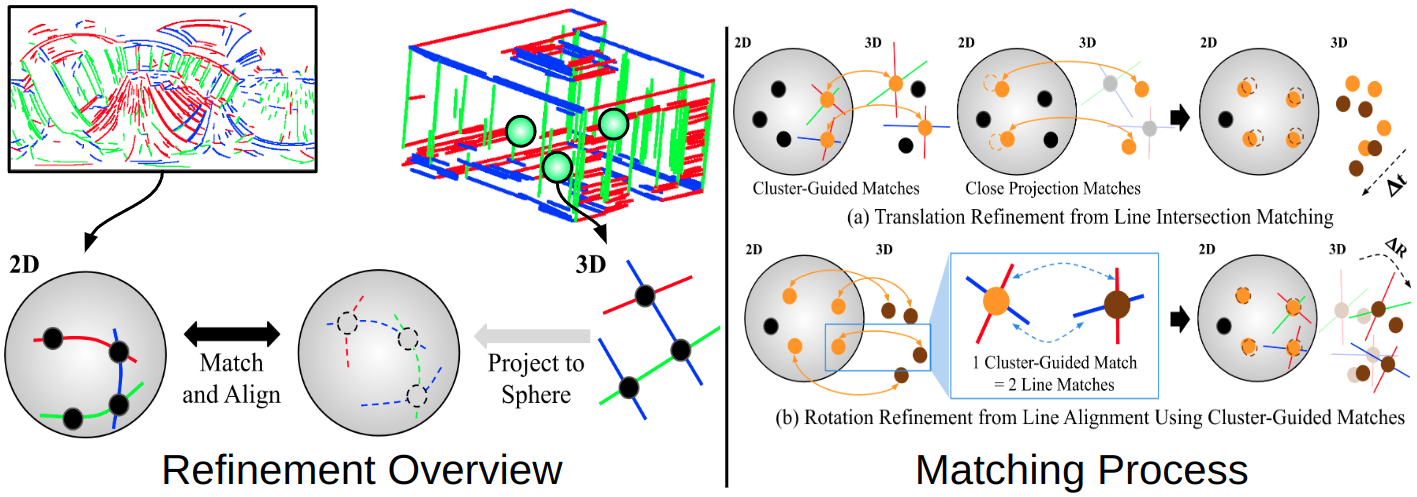 2D
3D
Match
and Align
Project to
Sphere
Refinement Overview
2D
3D
2D
3D
2D
3D
Cluster-Guided Matches
Close Projection Matches
Δt
(a) Translation Refinement from Line Intersection Matching
2D
3D
2D
3D
ΔR
1 Cluster-Guided Match
= 2 Line Matches
(b) Rotation Refinement from Line Alignment Using Cluster-Guided Matches
Matching Process